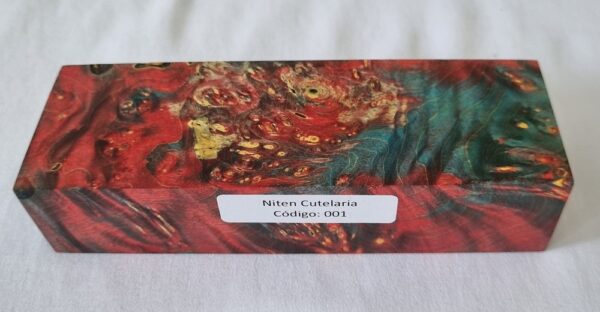 Niten Cutelaria
Código: 001